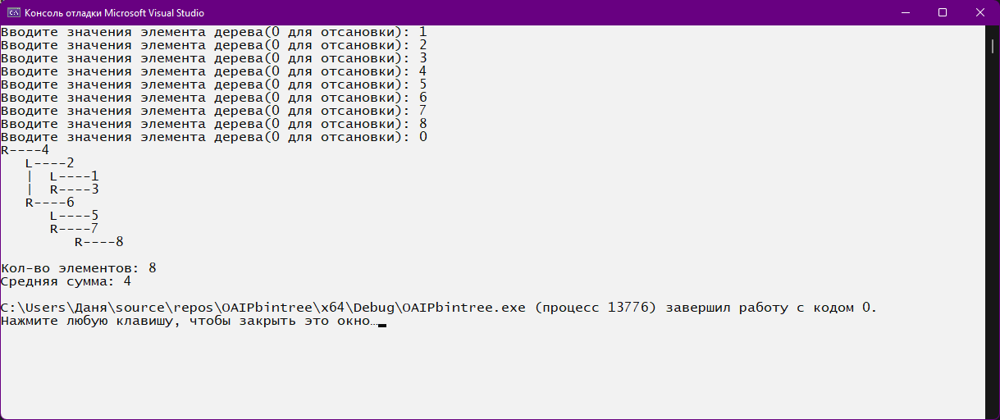 Консоль отладки Microsoft Visual Studio
Вводите значения элемента дерева(0 для отсановки): 1
Вводите значения элемента дерева(0 для отсановки): 2
Вводите значения элемента дерева(0 для отсановки): 3
Вводите значения элемента дерева(0 для отсановки): 4
Вводите значения элемента дерева(0 для отсановки): 5
Вводите значения элемента дерева(0 для отсановки): 6
Вводите значения элемента дерева(0 для отсановки): 7
Вводите значения элемента дерева(0 для отсановки): 8
Вводите значения элемента дерева(0 для отсановки): 0
R----4
   L----2
   |  L----1
   |  R----3
   R----6
      L----5
      R----7
         R----8
Кол-во элементов: 8
Средняя сумма: 4
C:\Users\Даня\source\repos\OAIPbintree\x64\Debug\OAIPbintree.exe (процесс 13776) завершил работу с кодом 0.
Нажмите любую клавишу, чтобы закрыть это окно…